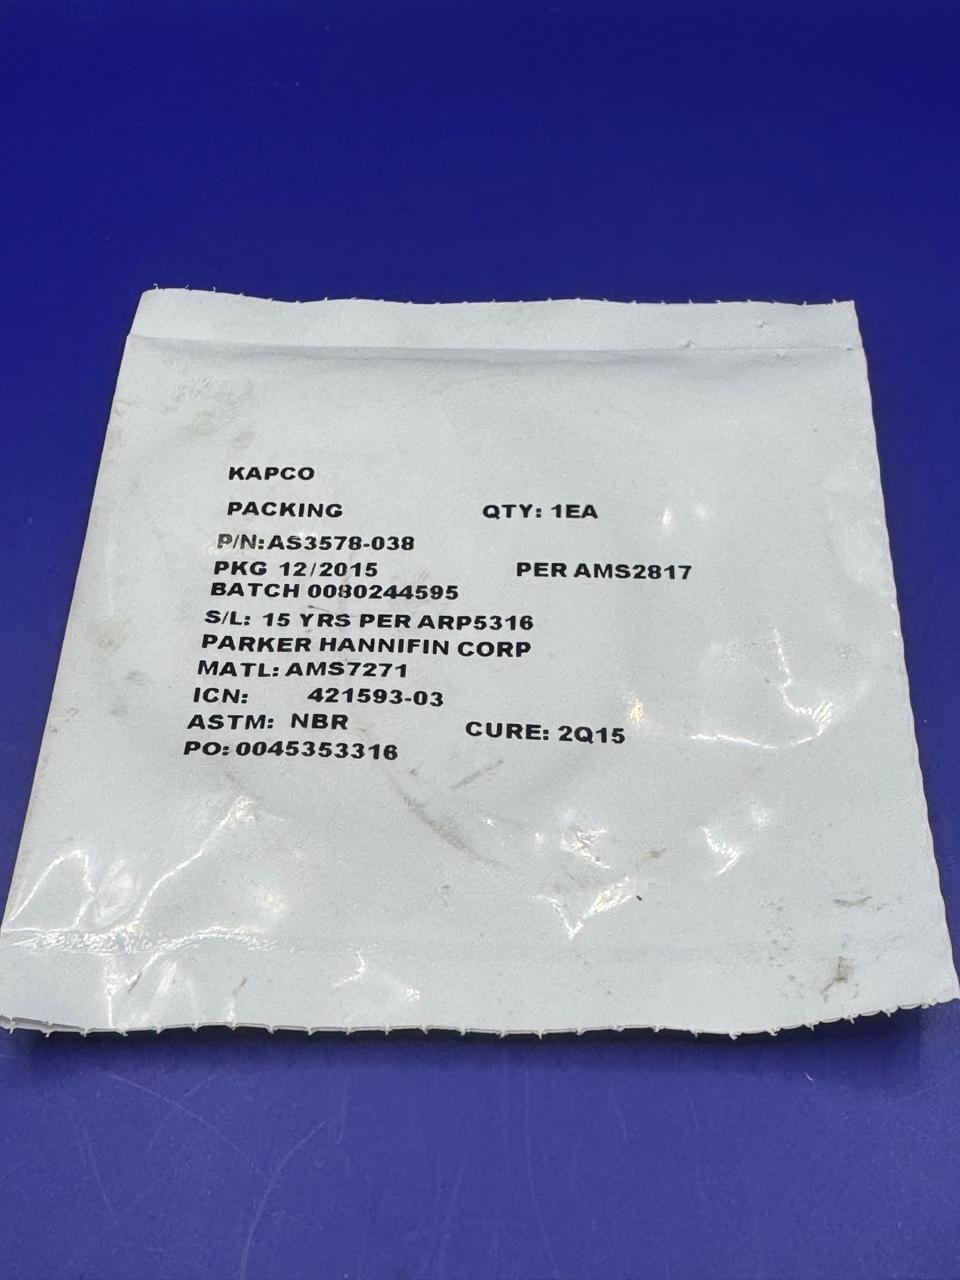 KAPCO
PACKING QTY: 1EA
P/N: AS3578-038
PKG 12/2015 PER AMS2817
BATCH 0080244595
S/L: 15 YRS PER ARP5316
PARKER HANNIFIN CORP
MATL: AMS7271
ICN: 421593-03
ASTM: NBR CURE: 2Q15
PO: 0045353316